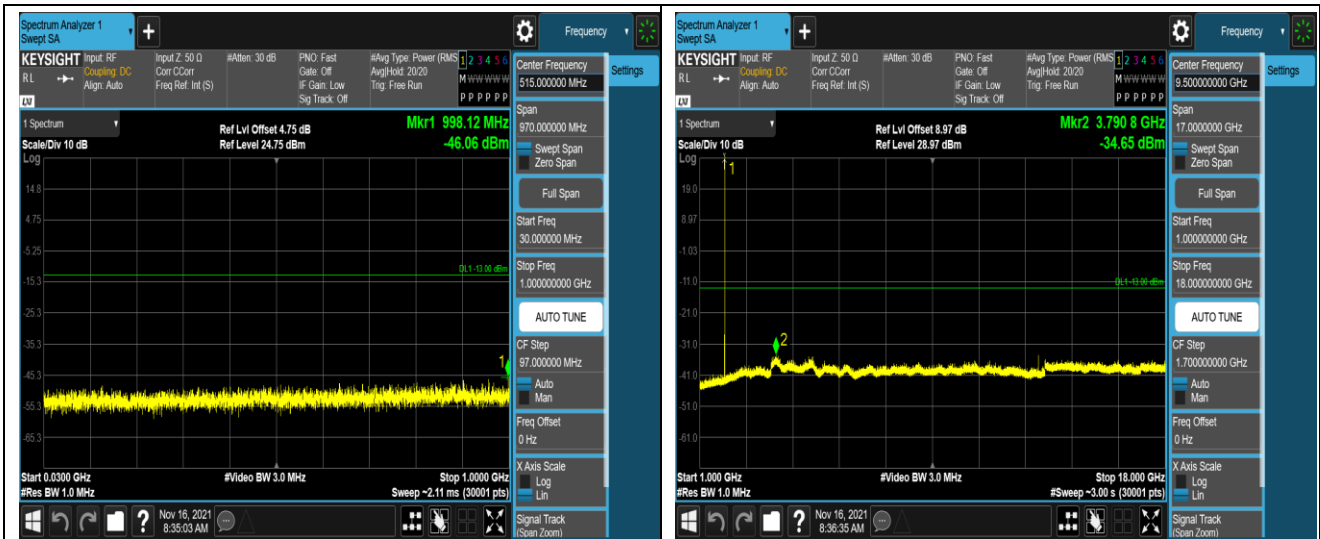 Spectrum Analyzer 1
Swept SA
Frequency
KEYSIGHT
RL
LXI
Input: RF
Coupling: DC
Align: Auto
Input Z: 50 Ω
Corr CCorr
Freq Ref: Int (S)
#Atten: 30 dB
PNO: Fast
Gate: Off
IF Gain: Low
Sig Track: Off
#Avg Type: Power (RMS
Avg|Hold: 20/20
Trig: Free Run
1 2 3 4 5 6
M W W W W W
P P P P P P
Center Frequency
515.000000 MHz
Settings
1 Spectrum
Scale/Div 10 dB
Log
Ref Lvl Offset 4.75 dB
Ref Level 24.75 dBm
Mkr1 998.12 MHz
-46.06 dBm
Span
970.000000 MHz
Swept Span
Zero Span
Full Span
Start Freq
30.000000 MHz
Stop Freq
1.000000000 GHz
AUTO TUNE
CF Step
97.000000 MHz
Auto
Man
Freq Offset
0 Hz
X Axis Scale
Log
Lin
Signal Track
(Span Zoom)
14.8
4.75
-5.25
DL1 -13.00 dBm
-15.3
-25.3
-35.3
1
-45.3
-55.3
-65.3
Start 0.0300 GHz
#Res BW 1.0 MHz
#Video BW 3.0 MHz
Stop 1.0000 GHz
Sweep ~2.11 ms (30001 pts)
?
Nov 16, 2021
8:35:03 AM
Spectrum Analyzer 1
Swept SA
Frequency
KEYSIGHT
RL
LXI
Input: RF
Coupling: DC
Align: Auto
Input Z: 50 Ω
Corr CCorr
Freq Ref: Int (S)
#Atten: 30 dB
PNO: Fast
Gate: Off
IF Gain: Low
Sig Track: Off
#Avg Type: Power (RMS
Avg|Hold: 20/20
Trig: Free Run
1 2 3 4 5 6
M W W W W W
P P P P P P
Center Frequency
9.500000000 GHz
Settings
1 Spectrum
Scale/Div 10 dB
Log
Ref Lvl Offset 8.97 dB
Ref Level 28.97 dBm
Mkr2 3.790 8 GHz
-34.65 dBm
Span
17.0000000 GHz
Swept Span
Zero Span
Full Span
Start Freq
1.000000000 GHz
Stop Freq
18.000000000 GHz
AUTO TUNE
CF Step
1.700000000 GHz
Auto
Man
Freq Offset
0 Hz
X Axis Scale
Log
Lin
Signal Track
(Span Zoom)
1
19.0
8.97
-1.03
-11.0
DL1 -13.00 dBm
-21.0
-31.0
2
-41.0
-51.0
-61.0
Start 1.000 GHz
#Res BW 1.0 MHz
#Video BW 3.0 MHz
Stop 18.000 GHz
#Sweep ~3.00 s (30001 pts)
?
Nov 16, 2021
8:36:35 AM